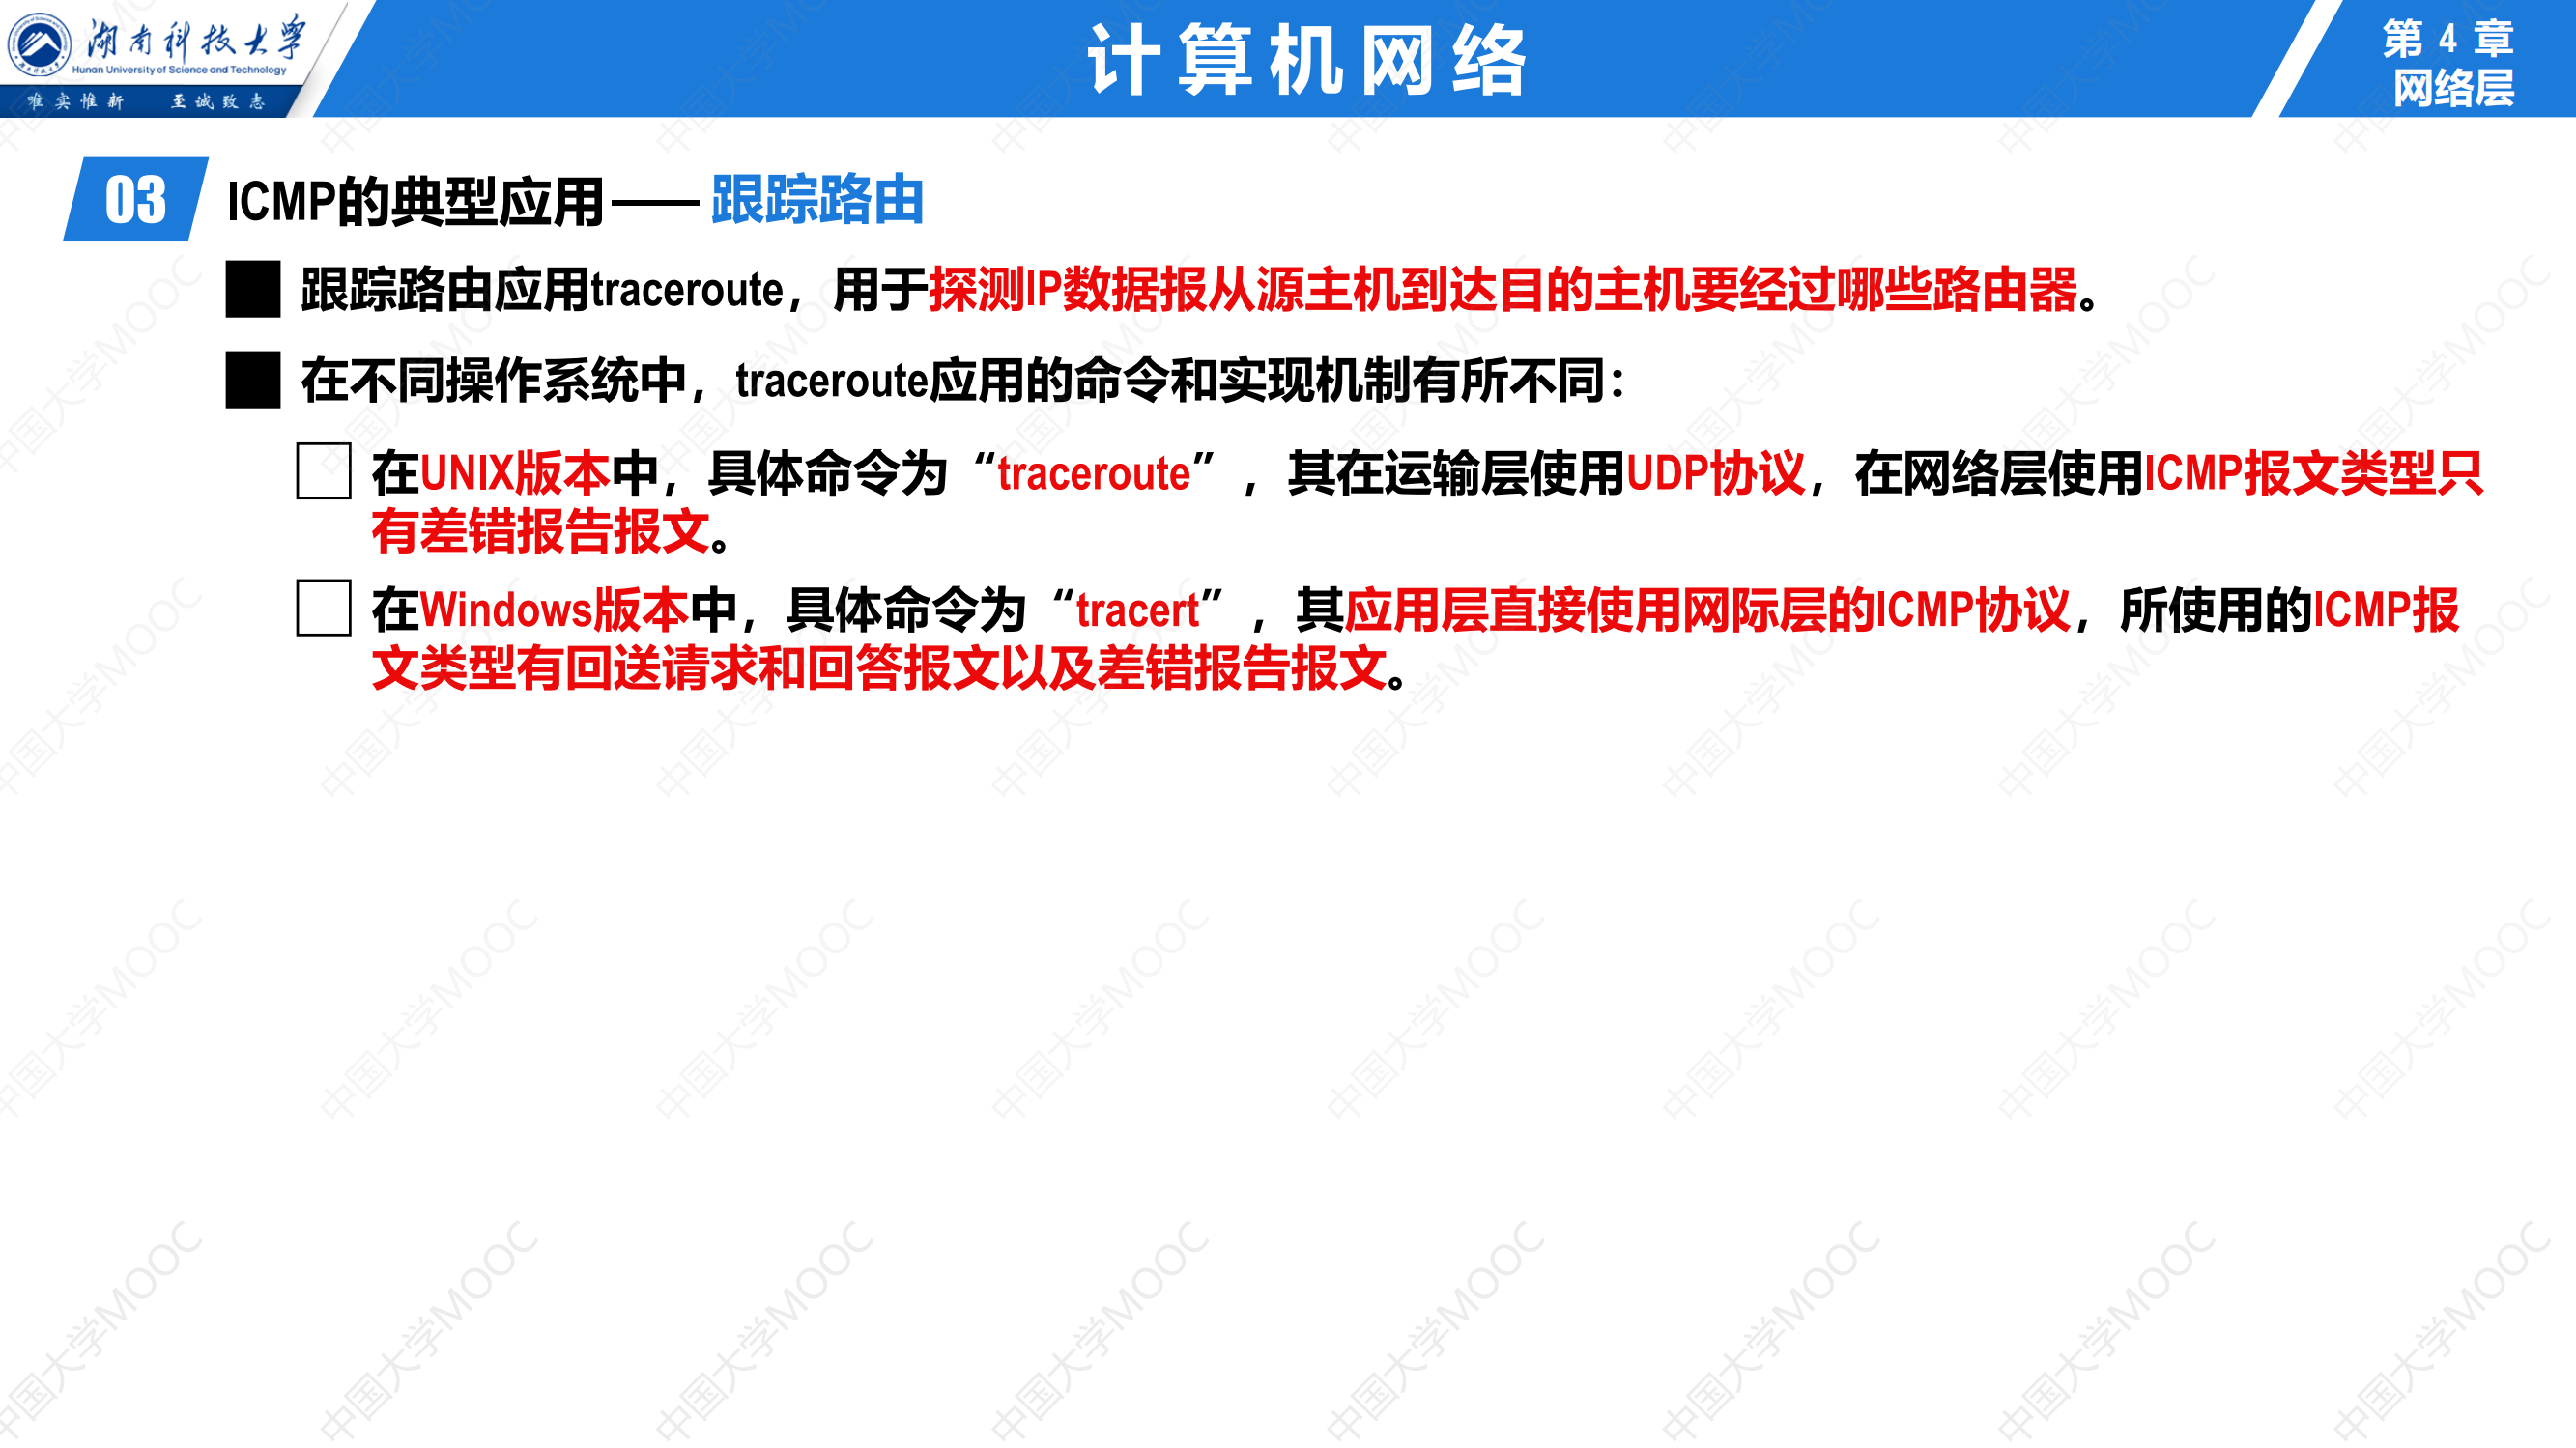 湖南科技大学
Hunan University of Science and Technology
唯实惟新 至诚致志
计算机网络
第 4 章
网络层
03 ICMP的典型应用——跟踪路由
跟踪路由应用traceroute，用于探测IP数据报从源主机到达目的主机要经过哪些路由器。
在不同操作系统中，traceroute应用的命令和实现机制有所不同：
在UNIX版本中，具体命令为“traceroute”，其在运输层使用UDP协议，在网络层使用ICMP报文类型只
有差错报告报文。
在Windows版本中，具体命令为“tracert”，其应用层直接使用网际层的ICMP协议，所使用的ICMP报
文类型有回送请求和回答报文以及差错报告报文。
中国大学MOOC